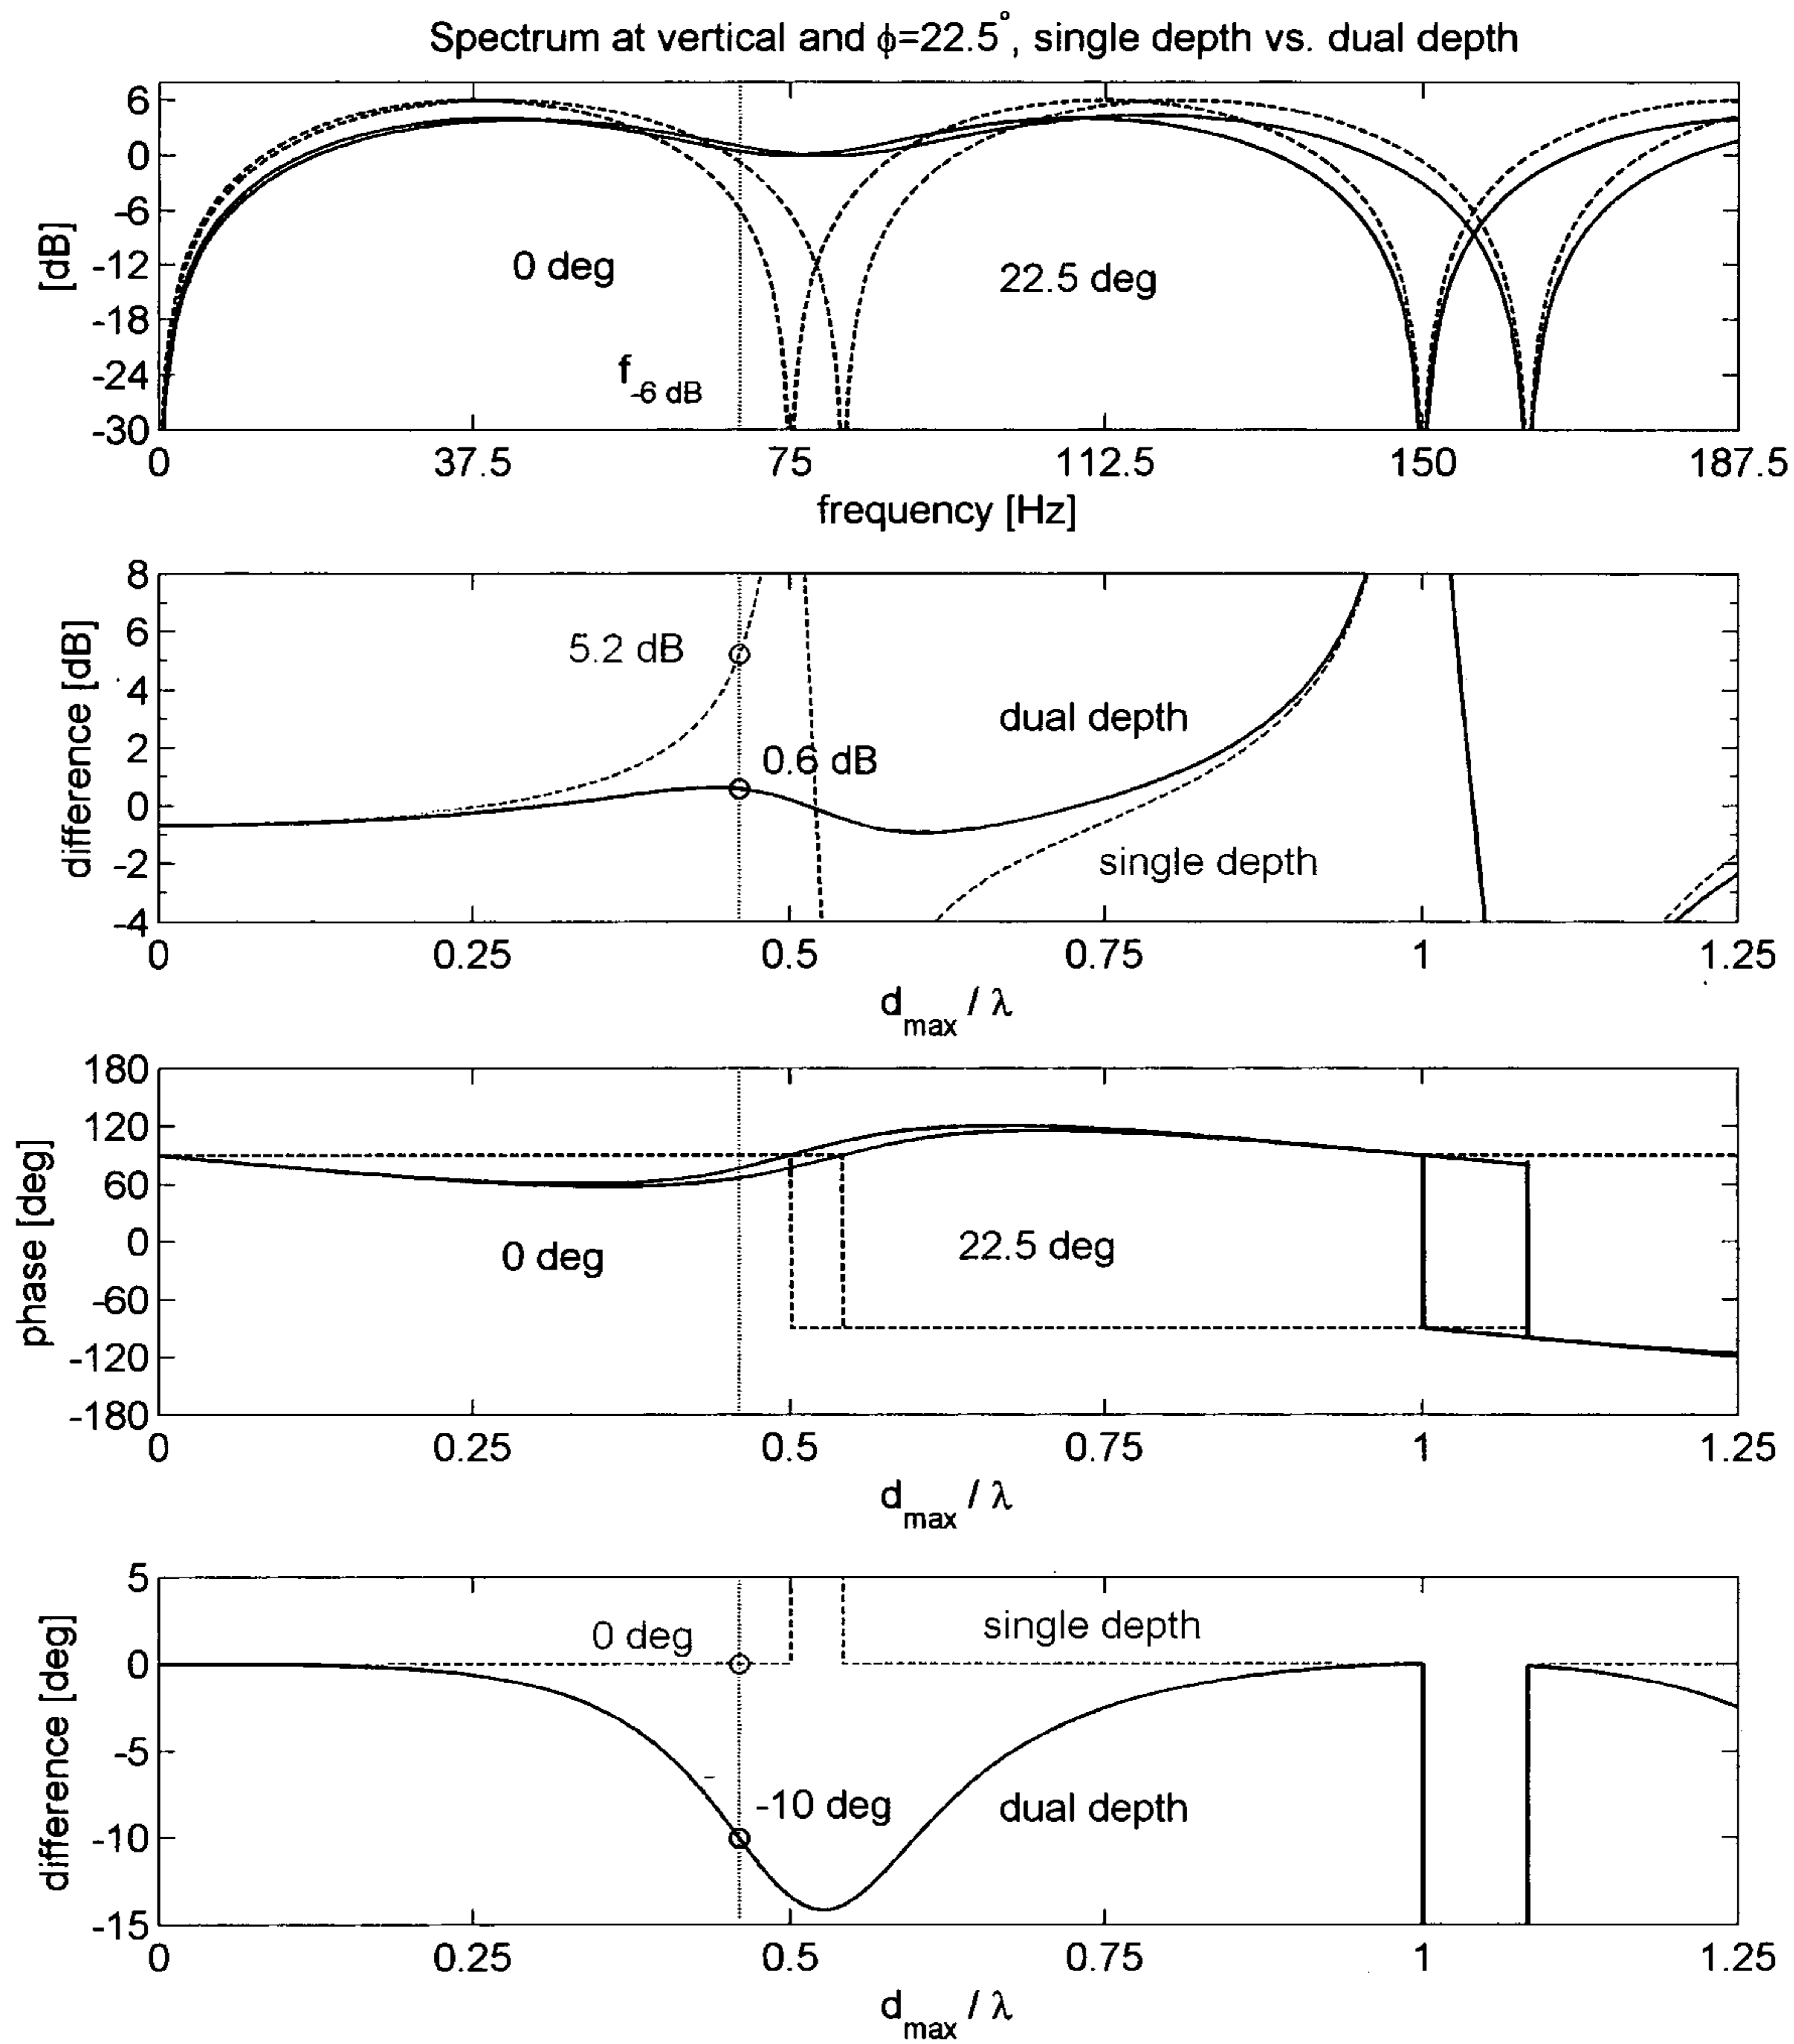 Spectrum at vertical and ϕ=22.5°, single depth vs. dual depth
6
0
-6
-12
-18
-24
-30
[dB]
0 deg
22.5 deg
f-6 dB
0 37.5 75 112.5 150 187.5
frequency [Hz]
8
6
4
2
0
-2
-4
difference [dB]
5.2 dB
0.6 dB
dual depth
single depth
0 0.25 0.5 0.75 1 1.25
dmax / λ
180
120
60
0
-60
-120
-180
phase [deg]
0 deg
22.5 deg
0 0.25 0.5 0.75 1 1.25
dmax / λ
5
0
-5
-10
-15
difference [deg]
0 deg
single depth
-10 deg
dual depth
0 0.25 0.5 0.75 1 1.25
dmax / λ